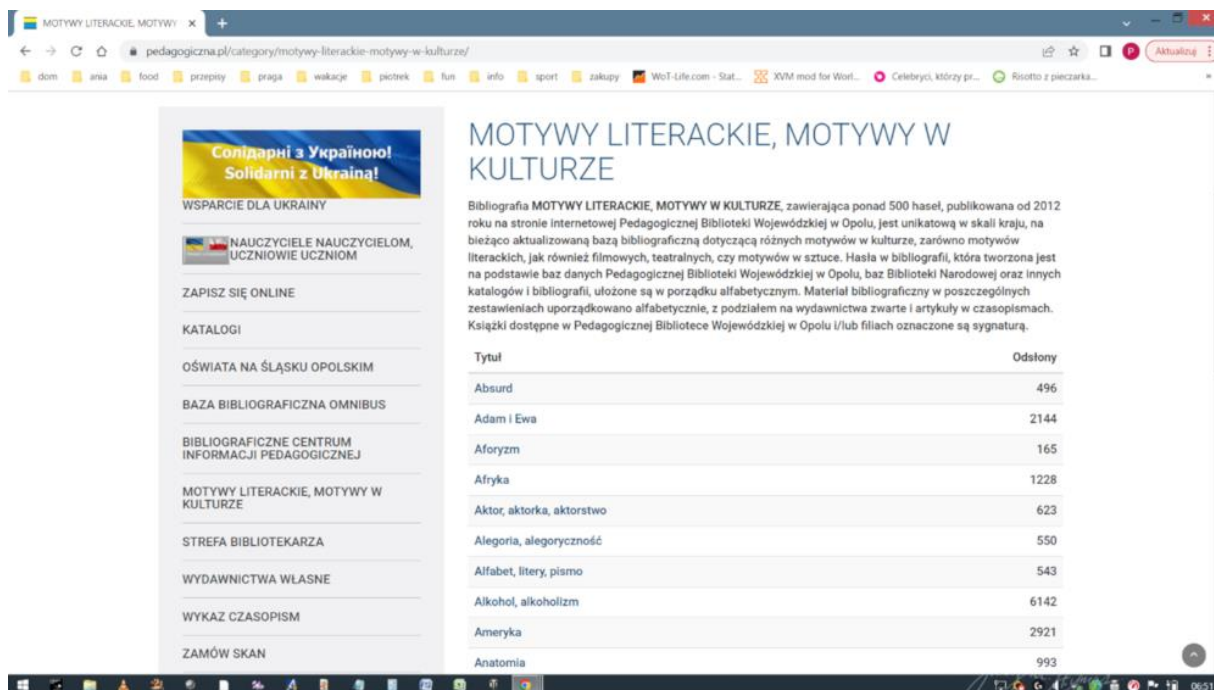 MOTYWY LITERACKIE, MOTYWY
pedagogiczna.pl/category/motywy-literackie-motywy-w-kulturze/
P
Aktualizuj
dom
ania
food
przepisy
praga
wakacje
piotrek
fun
info
sport
zakupy
WoT-Life.com - Stat...
XVM mod for Worl...
Celebryci, którzy pr...
Risotto z pieczarka...
»
Солідарні з Україною!
Solidarni z Ukrainą!
WSPARCIE DLA UKRAINY
NAUCZYCIELE NAUCZYCIELOM,
UCZNIOWIE UCZNIOM
ZAPISZ SIĘ ONLINE
KATALOGI
OŚWIATA NA ŚLĄSKU OPOLSKIM
BAZA BIBLIOGRAFICZNA OMNIBUS
BIBLIOGRAFICZNE CENTRUM
INFORMACJI PEDAGOGICZNEJ
MOTYWY LITERACKIE, MOTYWY W
KULTURZE
STREFA BIBLIOTEKARZA
WYDAWNICTWA WŁASNE
WYKAZ CZASOPISM
ZAMÓW SKAN
MOTYWY LITERACKIE, MOTYWY W
KULTURZE
Bibliografia MOTYWY LITERACKIE, MOTYWY W KULTURZE, zawierająca ponad 500 haseł, publikowana od 2012
roku na stronie internetowej Pedagogicznej Biblioteki Wojewódzkiej w Opolu, jest unikatową w skali kraju, na
bieżąco aktualizowaną bazą bibliograficzną dotyczącą różnych motywów w kulturze, zarówno motywów
literackich, jak również filmowych, teatralnych, czy motywów w sztuce. Hasła w bibliografii, która tworzona jest
na podstawie baz danych Pedagogicznej Biblioteki Wojewódzkiej w Opolu, baz Biblioteki Narodowej oraz innych
katalogów i bibliografii, ułożone są w porządku alfabetycznym. Materiał bibliograficzny w poszczególnych
zestawieniach uporządkowano alfabetycznie, z podziałem na wydawnictwa zwarte i artykuły w czasopismach.
Książki dostępne w Pedagogicznej Bibliotece Wojewódzkiej w Opolu i/lub filiach oznaczone są sygnaturą.
Tytuł Odsłony
Absurd 496
Adam i Ewa 2144
Aforyzm 165
Afryka 1228
Aktor, aktorka, aktorstwo 623
Alegoria, alegoryczność 550
Alfabet, litery, pismo 543
Alkohol, alkoholizm 6142
Ameryka 2921
Anatomia 993
06:51